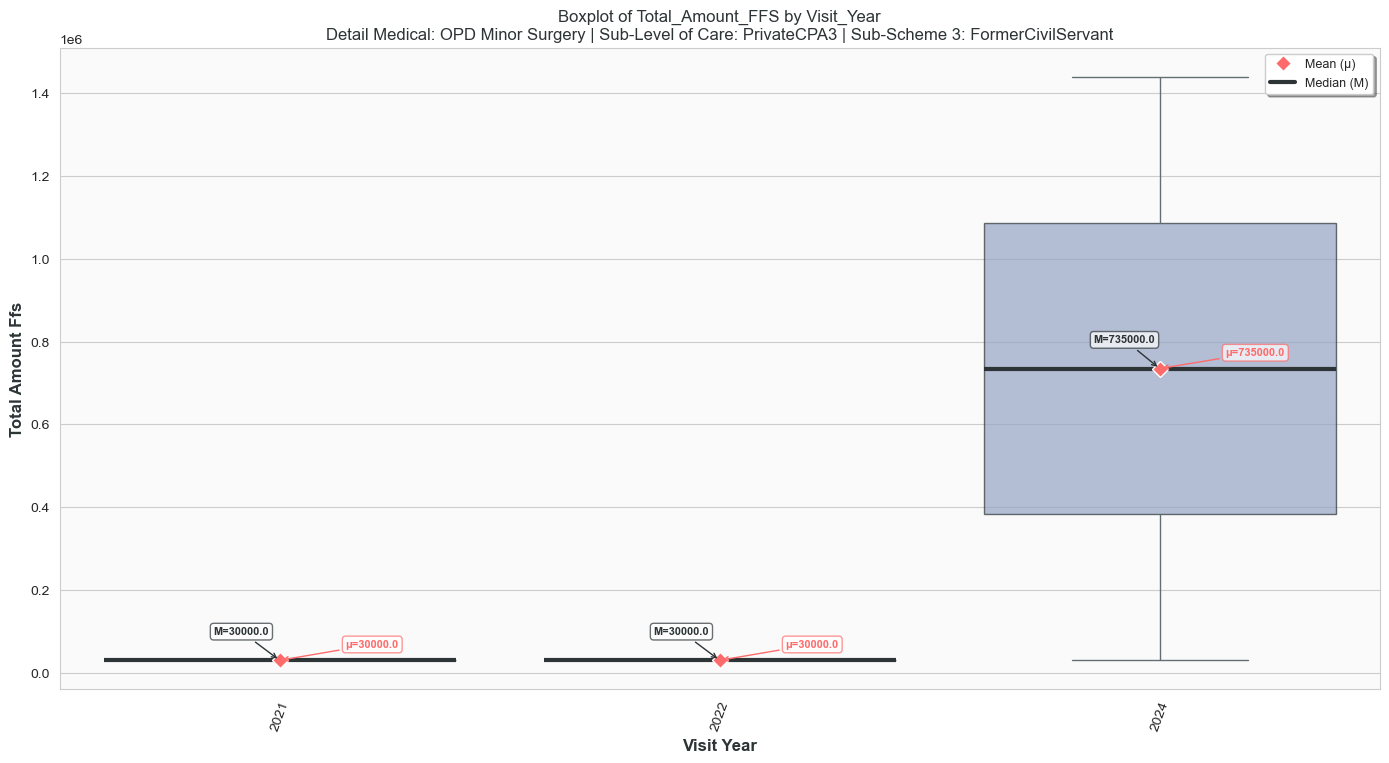 Boxplot of Total_Amount_FFS by Visit_Year
Detail Medical: OPD Minor Surgery | Sub-Level of Care: PrivateCPA3 | Sub-Scheme 3: FormerCivilServant
1e6
Mean (μ)
Median (M)
1.4
1.2
1.0
0.8
0.6
0.4
0.2
0.0
Total Amount Ffs
M=735000.0
μ=735000.0
M=30000.0
μ=30000.0
M=30000.0
μ=30000.0
2021
2022
2024
Visit Year